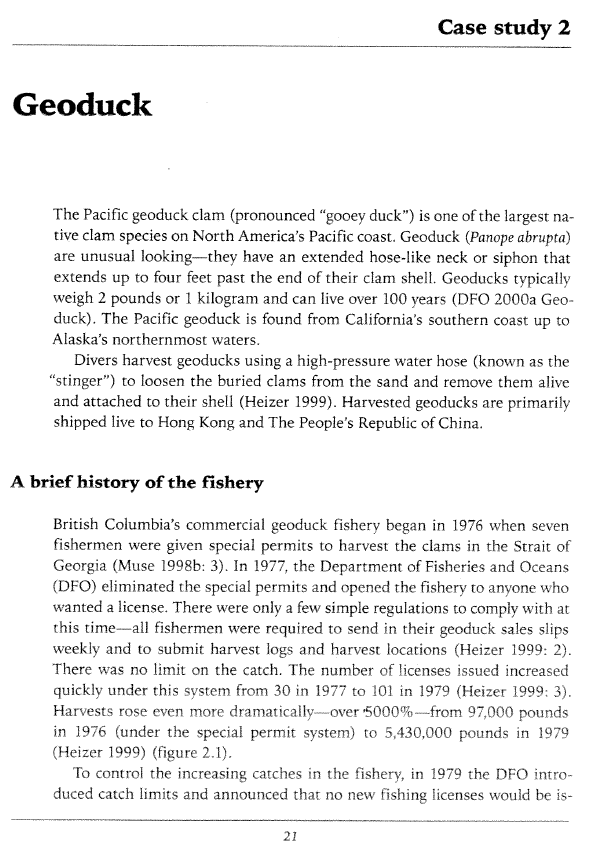 Case study 2
Geoduck
The Pacific geoduck clam (pronounced “gooey duck”) is one of the largest na-
tive clam species on North America’s Pacific coast. Geoduck (Panope abrupta)
are unusual looking—they have an extended hose-like neck or siphon that
extends up to four feet past the end of their clam shell. Geoducks typically
weigh 2 pounds or 1 kilogram and can live over 100 years (DFO 2000a Geo-
duck). The Pacific geoduck is found from California’s southern coast up to
Alaska’s northernmost waters.
Divers harvest geoducks using a high-pressure water hose (known as the
“stinger”) to loosen the buried clams from the sand and remove them alive
and attached to their shell (Heizer 1999). Harvested geoducks are primarily
shipped live to Hong Kong and The People’s Republic of China.
A brief history of the fishery
British Columbia’s commercial geoduck fishery began in 1976 when seven
fishermen were given special permits to harvest the clams in the Strait of
Georgia (Muse 1998b: 3). In 1977, the Department of Fisheries and Oceans
(DFO) eliminated the special permits and opened the fishery to anyone who
wanted a license. There were only a few simple regulations to comply with at
this time—all fishermen were required to send in their geoduck sales slips
weekly and to submit harvest logs and harvest locations (Heizer 1999: 2).
There was no limit on the catch. The number of licenses issued increased
quickly under this system from 30 in 1977 to 101 in 1979 (Heizer 1999: 3).
Harvests rose even more dramatically—over 5000%—from 97,000 pounds
in 1976 (under the special permit system) to 5,430,000 pounds in 1979
(Heizer 1999) (figure 2.1).
To control the increasing catches in the fishery, in 1979 the DFO intro-
duced catch limits and announced that no new fishing licenses would be is-
21